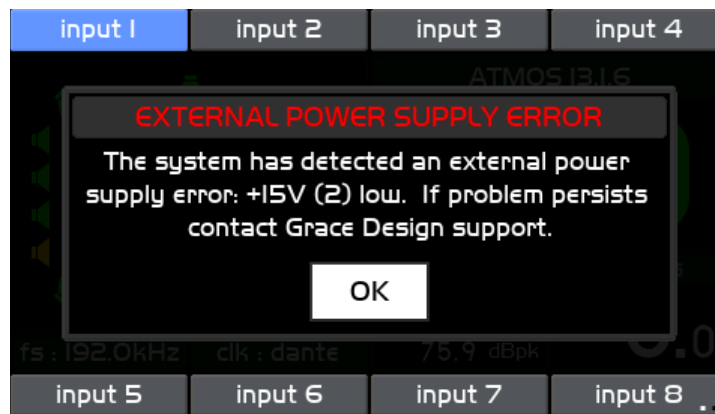 input 1
input 2
input 3
input 4
ATMOS 13.1.6
EXTERNAL POWER SUPPLY ERROR
The system has detected an external power
supply error: +15V (2) low. If problem persists
contact Grace Design support.
OK
fs : 192.0kHz
clk : dante
75.9 dBpk
input 5
input 6
input 7
input 8